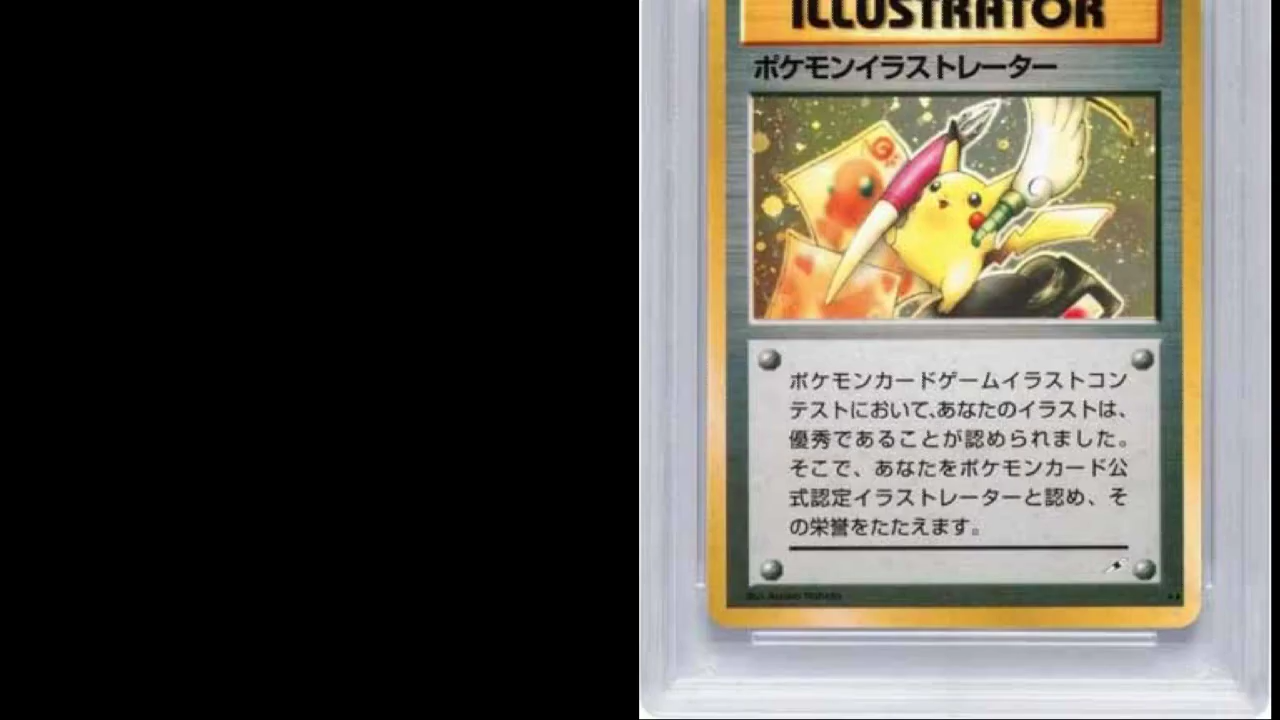 ILLUSTRATOR
ポケモンイラストレーター
ポケモンカードゲームイラストコン
テストにおいて、あなたのイラストは、
優秀であることが認められました。
そこで、あなたをポケモンカード公
式認定イラストレーターと認め、そ
の栄誉をたたえます。